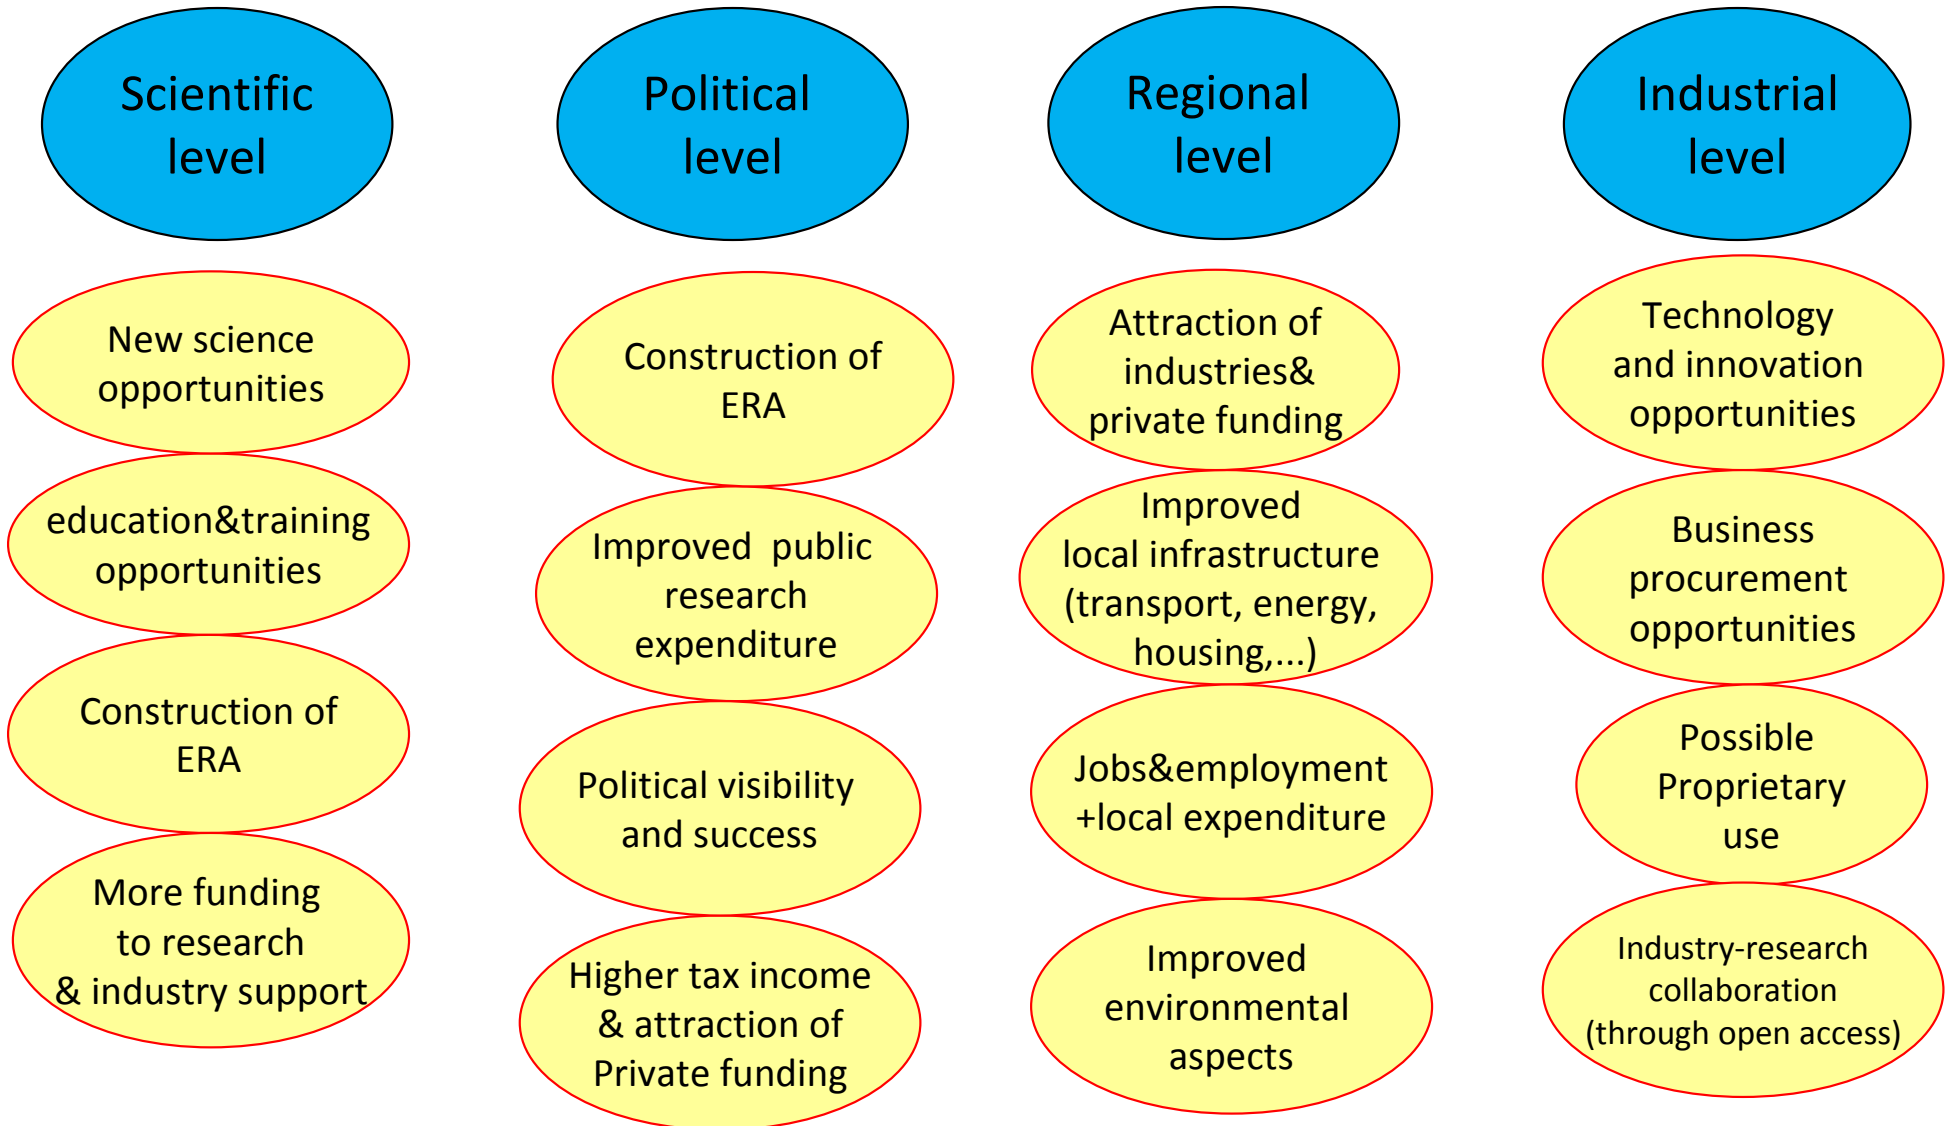 Scientific
level
New science
opportunities
education&training
opportunities
Construction of
ERA
More funding
to research
& industry support
Political
level
Construction of
ERA
Improved  public
research
expenditure
Political visibility
and success
Higher tax income
& attraction of
Private funding
Regional
level
Attraction of
industries&
private funding
Improved
local infrastructure
(transport, energy,
housing,...)
Jobs&employment
+local expenditure
Improved
environmental
aspects
Industrial
level
Technology
and innovation
opportunities
Business
procurement
opportunities
Possible
Proprietary
use
Industry-research
collaboration
(through open access)